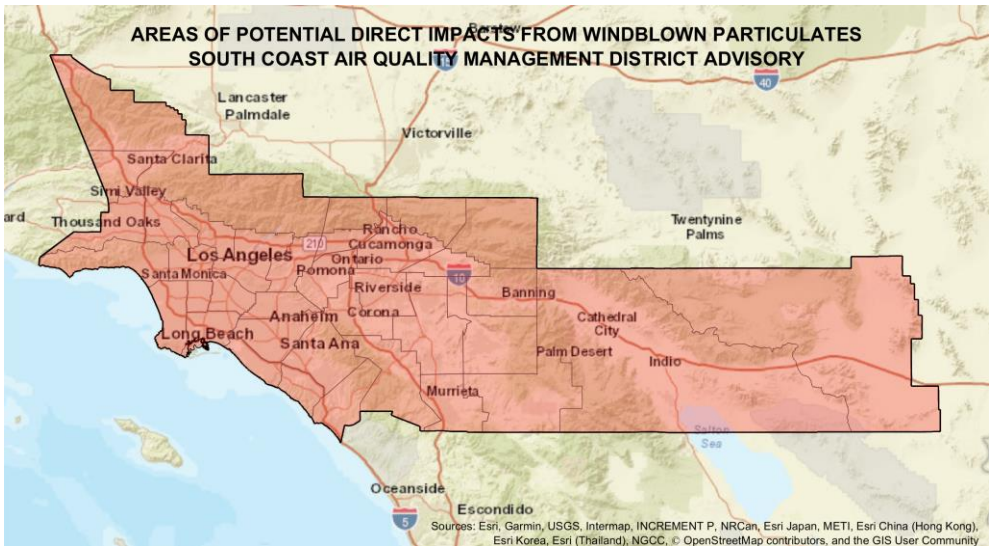 AREAS OF POTENTIAL DIRECT IMPACTS FROM WINDBLOWN PARTICULATES
SOUTH COAST AIR QUALITY MANAGEMENT DISTRICT ADVISORY
40
Lancaster
Palmdale
Victorville
Santa Clarita
Simi Valley
ard
Thousand Oaks
Twentynine
Palms
Rancho
Cucamonga
210
Los Angeles
Ontario
Santa Monica
Pomona
10
Riverside
Banning
Anaheim
Corona
Cathedral
City
Long Beach
Santa Ana
Palm Desert
Indio
Murrieta
Salton
Sea
Oceanside
Escondido
5
Sources: Esri, Garmin, USGS, Intermap, INCREMENT P, NRCan, Esri Japan, METI, Esri China (Hong Kong),
Esri Korea, Esri (Thailand), NGCC, © OpenStreetMap contributors, and the GIS User Community